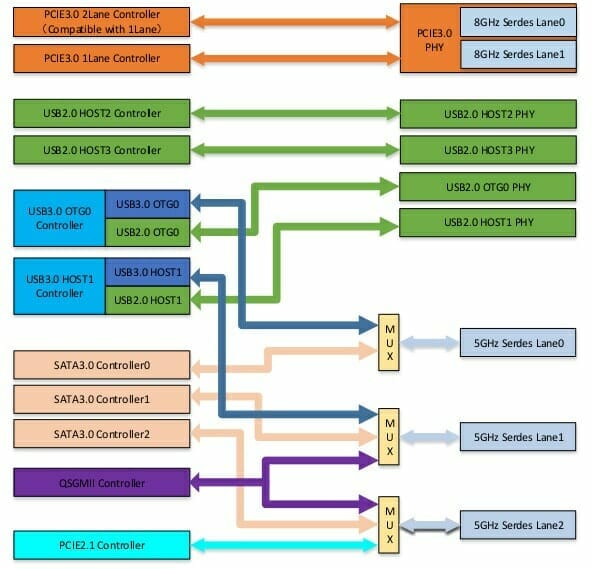 PCIE3.0 2Lane Controller
(Compatible with 1Lane)
PCIE3.0 1Lane Controller
PCIE3.0
PHY
8GHz Serdes Lane0
8GHz Serdes Lane1
USB2.0 HOST2 Controller
USB2.0 HOST2 PHY
USB2.0 HOST3 Controller
USB2.0 HOST3 PHY
USB2.0 OTG0 PHY
USB2.0 HOST1 PHY
USB3.0 OTG0
Controller
USB3.0 OTG0
USB2.0 OTG0
USB3.0 HOST1
Controller
USB3.0 HOST1
USB2.0 HOST1
M
U
X
5GHz Serdes Lane0
SATA3.0 Controller0
SATA3.0 Controller1
SATA3.0 Controller2
M
U
X
5GHz Serdes Lane1
QSGMII Controller
M
U
X
5GHz Serdes Lane2
PCIE2.1 Controller